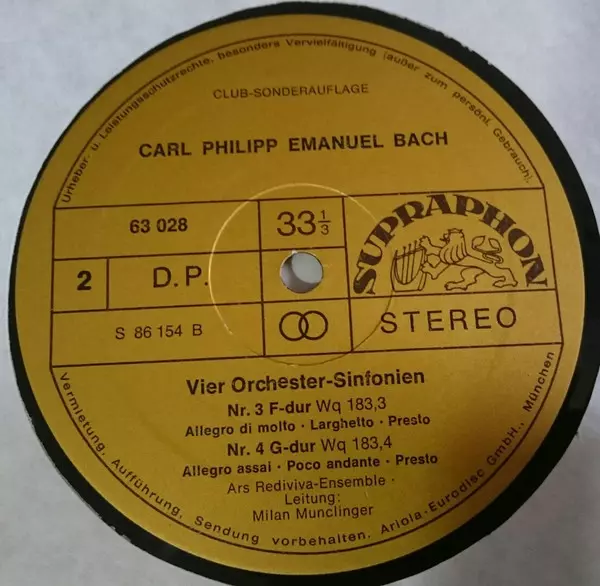 Urheber- u. Leistungsschutzrechte, besonders Vervielfältigung (außer zum persönl. Gebrauch),
CLUB-SONDERAUFLAGE
CARL PHILIPP EMANUEL BACH
63 028
33 1/3
SUPRAPHON
2
D.P.
S 86 154 B
STEREO
Vier Orchester-Sinfonien
Nr. 3 F-dur Wq 183,3
Allegro di molto · Larghetto · Presto
Nr. 4 G-dur Wq 183,4
Allegro assai · Poco andante · Presto
Ars Rediviva-Ensemble ·
Leitung:
Milan Munclinger
Vermietung, Aufführung, Sendung vorbehalten. Ariola-Eurodisc GmbH., München